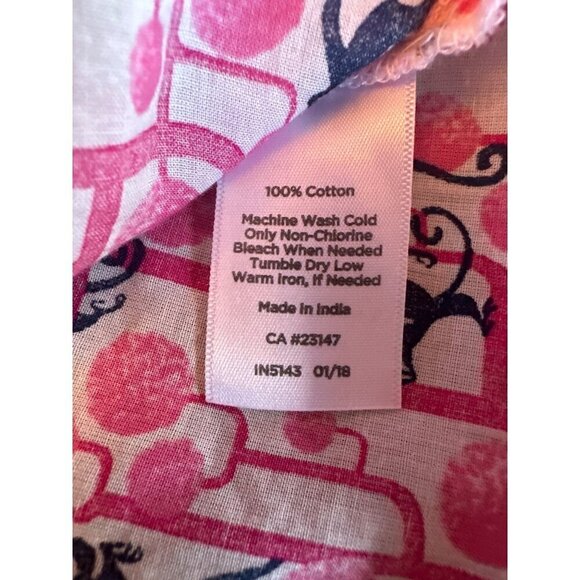 100% Cotton
Machine Wash Cold
Only Non-Chlorine
Bleach When Needed
Tumble Dry Low
Warm Iron, If Needed
Made in India
CA #23147
IN5143 01/18